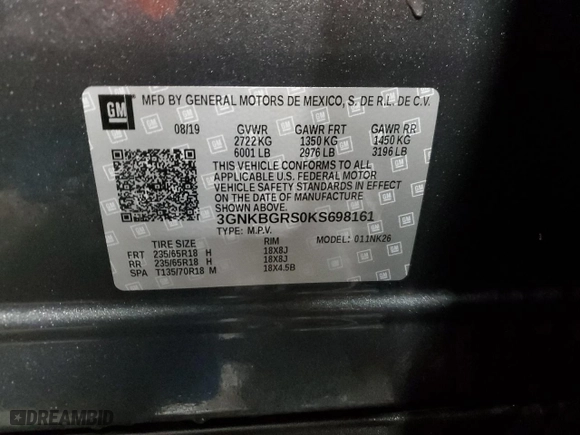 GM
MFD BY GENERAL MOTORS DE MEXICO, S. DE R.L. DE C.V.
08/19 GVWR GAWR FRT GAWR RR
2722 KG 1350 KG 1450 KG
6001 LB 2976 LB 3196 LB
THIS VEHICLE CONFORMS TO ALL
APPLICABLE U.S. FEDERAL MOTOR
VEHICLE SAFETY STANDARDS IN EFFECT
ON THE DATE OF MANUFACTURE SHOWN
ABOVE.
3GNKBGRS0KS698161
TYPE: M.P.V. MODEL: 011NK26
TIRE SIZE RIM
FRT 235/65R18 H 18X8J
RR 235/65R18 H 18X8J
SPA T135/70R18 M 18X4.5B
DREAMBID